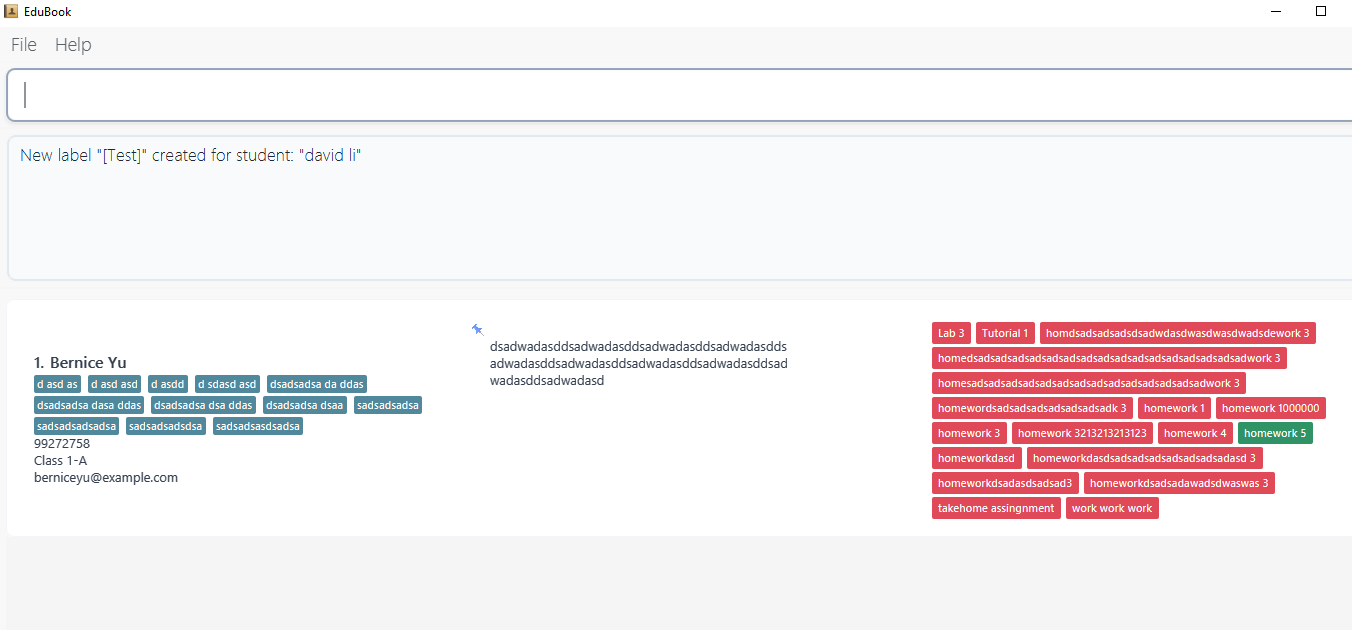 EduBook
File Help
New label "[Test]" created for student: "david li"
1. Bernice Yu
d asd as d asd asd d asdd d sdasd asd dsadsadsa da ddas
dsadsadsa dasa ddas dsadsadsa dsa ddas dsadsadsa dsaa sadsadsadsa
sadsadsadsadsa sadsadsadsdsa sadsadsasdsadsa
99272758
Class 1-A
berniceyu@example.com
dsadwadasddsadwadasddsadwadasddsadwadasdds
adwadasddsadwadasddsadwadasddsadwadasddsad
wadasddsadwadasd
Lab 3 Tutorial 1 homdsadsadsadsdsadwdasdwasdwasdwadsdework 3
homedsadsadsadsadsadsadsadsadsadsadsadsadsadsadsadwork 3
homesadsadsadsadsadsadsadsadsadsadsadsadsadwork 3
homewordsadsadsadsadsadsadsadk 3 homework 1 homework 1000000
homework 3 homework 3213213213123 homework 4 homework 5
homeworkdasd homeworkdasdsadsadsadsadsadsadsadasd 3
homeworkdsadasdsadsad3 homeworkdsadsadawadsdwaswas 3
takehome assingnment work work work